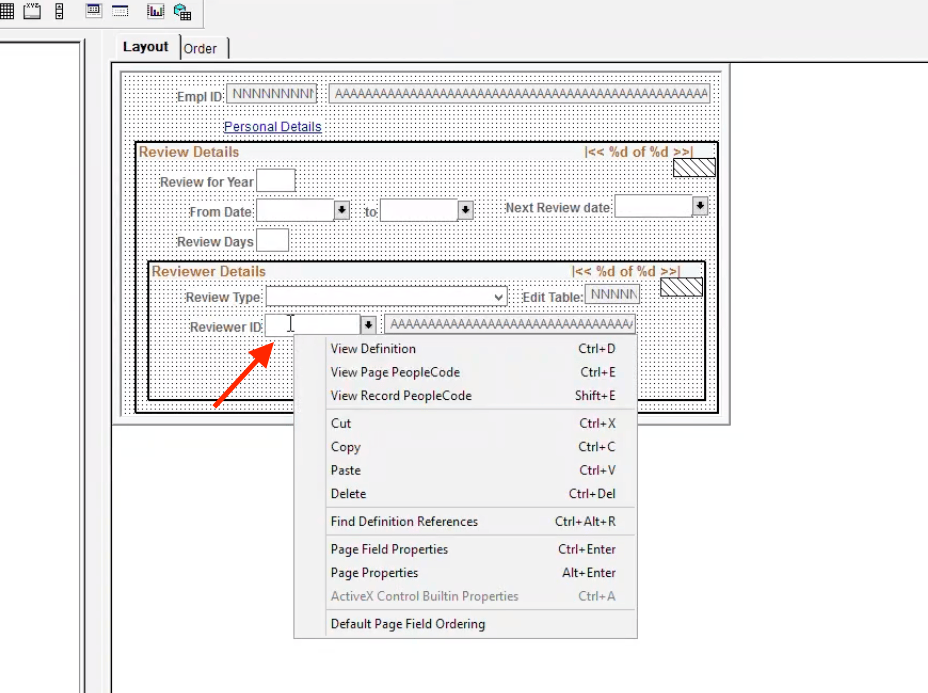 XYZ
Layout
Order
Empl ID:
NNNNNNNN
Personal Details
Review Details
|<< %d of %d >>|
Review for Year
From Date
to
Next Review date
Review Days
Reviewer Details
|<< %d of %d >>|
Review Type
Edit Table:
NNNNN
Reviewer ID
View Definition Ctrl+D
View Page PeopleCode Ctrl+E
View Record PeopleCode Shift+E
Cut Ctrl+X
Copy Ctrl+C
Paste Ctrl+V
Delete Ctrl+Del
Find Definition References Ctrl+Alt+R
Page Field Properties Ctrl+Enter
Page Properties Alt+Enter
ActiveX Control Builtin Properties Ctrl+A
Default Page Field Ordering